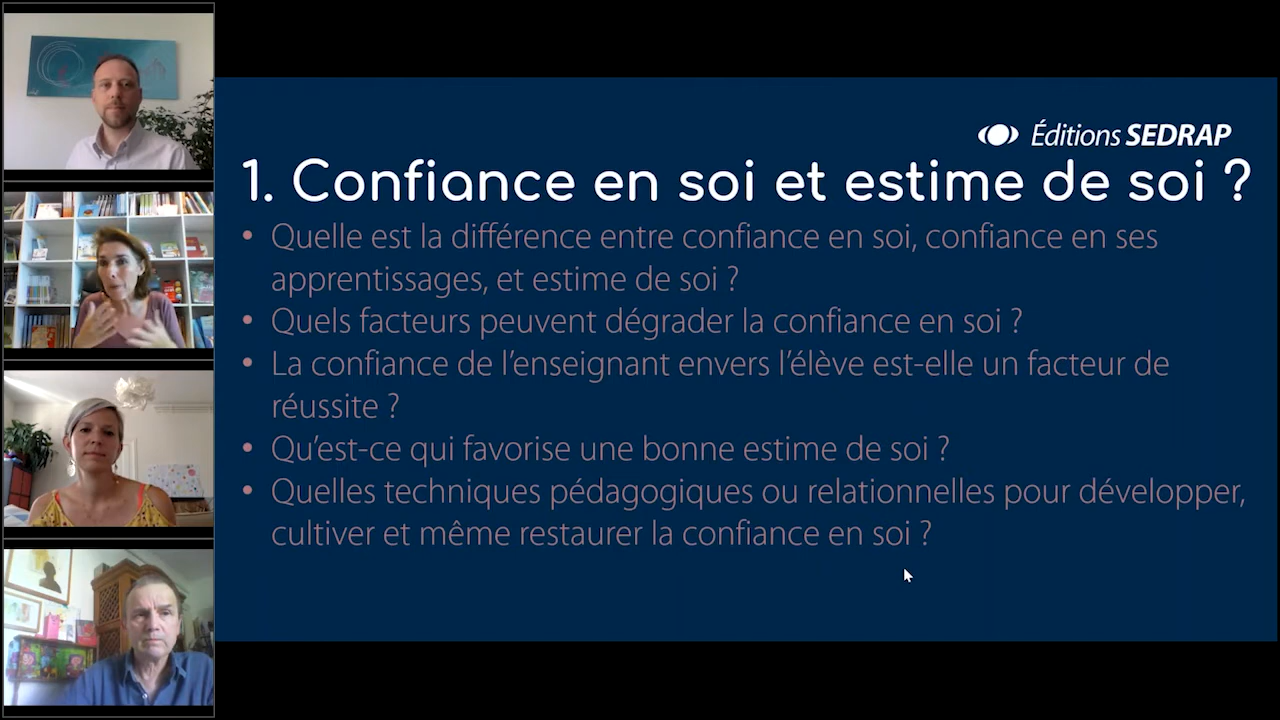 Éditions SEDRAP
1. Confiance en soi et estime de soi ?
• Quelle est la différence entre confiance en soi, confiance en ses
apprentissages, et estime de soi ?
• Quels facteurs peuvent dégrader la confiance en soi ?
• La confiance de l’enseignant envers l’élève est-elle un facteur de
réussite ?
• Qu’est-ce qui favorise une bonne estime de soi ?
• Quelles techniques pédagogiques ou relationnelles pour développer,
cultiver et même restaurer la confiance en soi ?